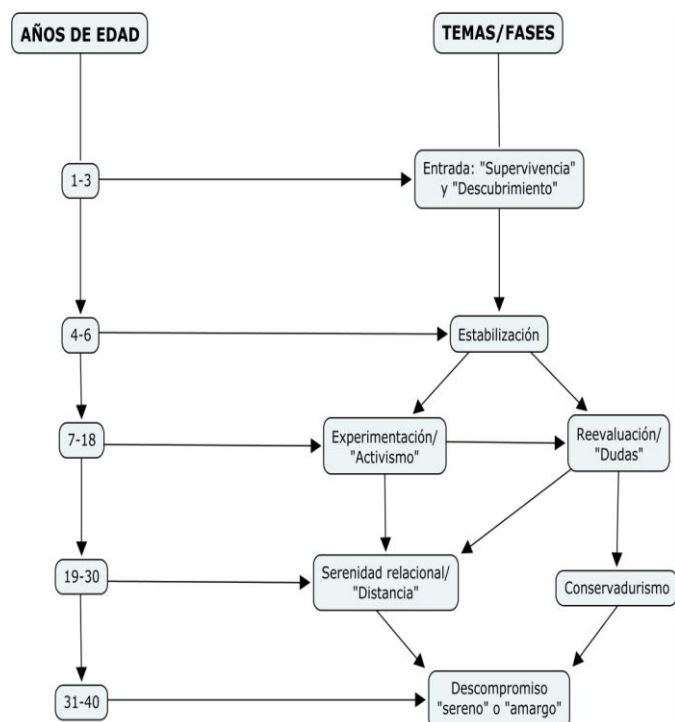 AÑOS DE EDAD
TEMAS/FASES
1-3
Entrada: "Supervivencia"
y "Descubrimiento"
4-6
Estabilización
7-18
Experimentación/
"Activismo"
Reevaluación/
"Dudas"
19-30
Serenidad relacional/
"Distancia"
Conservadurismo
31-40
Descompromiso
"sereno" o "amargo"